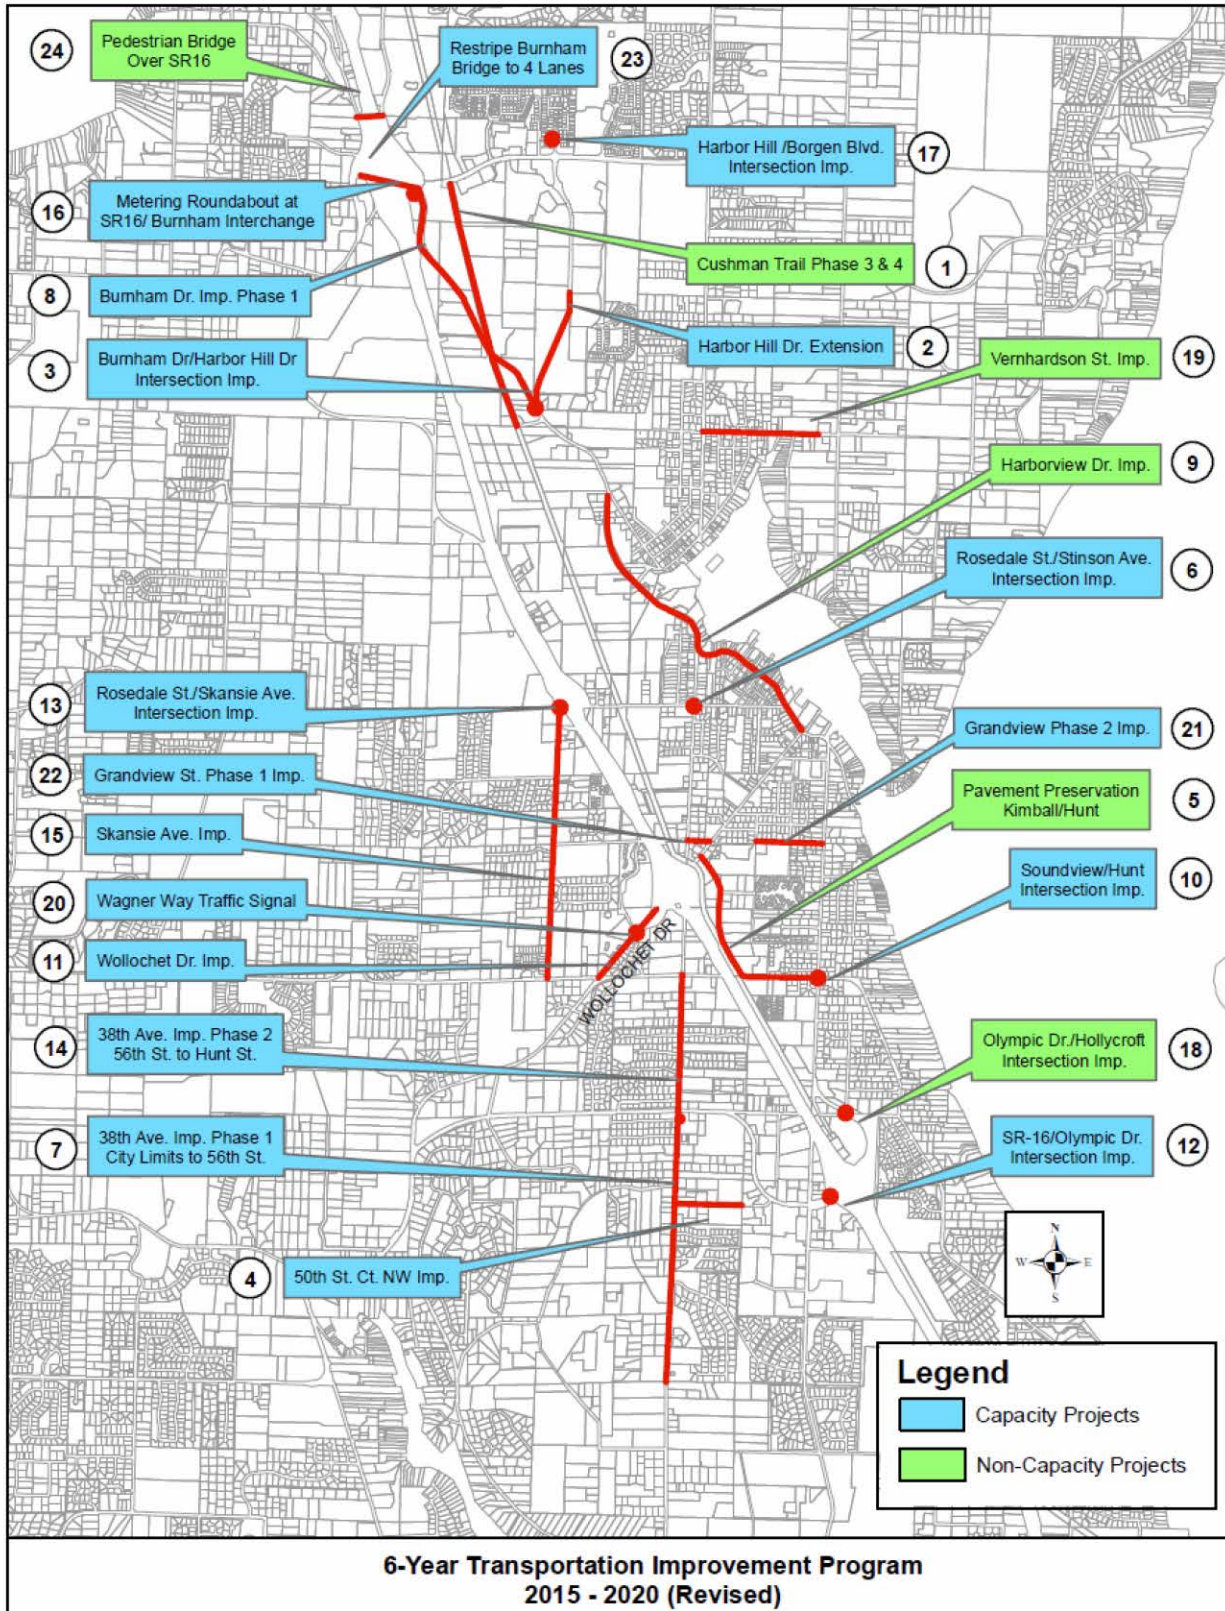 24
Pedestrian Bridge
Over SR16
Restripe Burnham
Bridge to 4 Lanes
23
Harbor Hill /Borgen Blvd.
Intersection Imp.
17
16
Metering Roundabout at
SR16/ Burnham Interchange
Cushman Trail Phase 3 & 4
1
8
Burnham Dr. Imp. Phase 1
3
Burnham Dr/Harbor Hill Dr
Intersection Imp.
Harbor Hill Dr. Extension
2
Vernhardson St. Imp.
19
Harborview Dr. Imp.
9
Rosedale St./Stinson Ave.
Intersection Imp.
6
13
Rosedale St./Skansie Ave.
Intersection Imp.
Grandview Phase 2 Imp.
21
22
Grandview St. Phase 1 Imp.
Pavement Preservation
Kimball/Hunt
5
15
Skansie Ave. Imp.
Soundview/Hunt
Intersection Imp.
10
20
Wagner Way Traffic Signal
11
Wollochet Dr. Imp.
WOLLOCHET DR
14
38th Ave. Imp. Phase 2
56th St. to Hunt St.
Olympic Dr./Hollycroft
Intersection Imp.
18
7
38th Ave. Imp. Phase 1
City Limits to 56th St.
SR-16/Olympic Dr.
Intersection Imp.
12
4
50th St. Ct. NW Imp.
N
W E
S
Legend
Capacity Projects
Non-Capacity Projects
6-Year Transportation Improvement Program
2015 - 2020 (Revised)